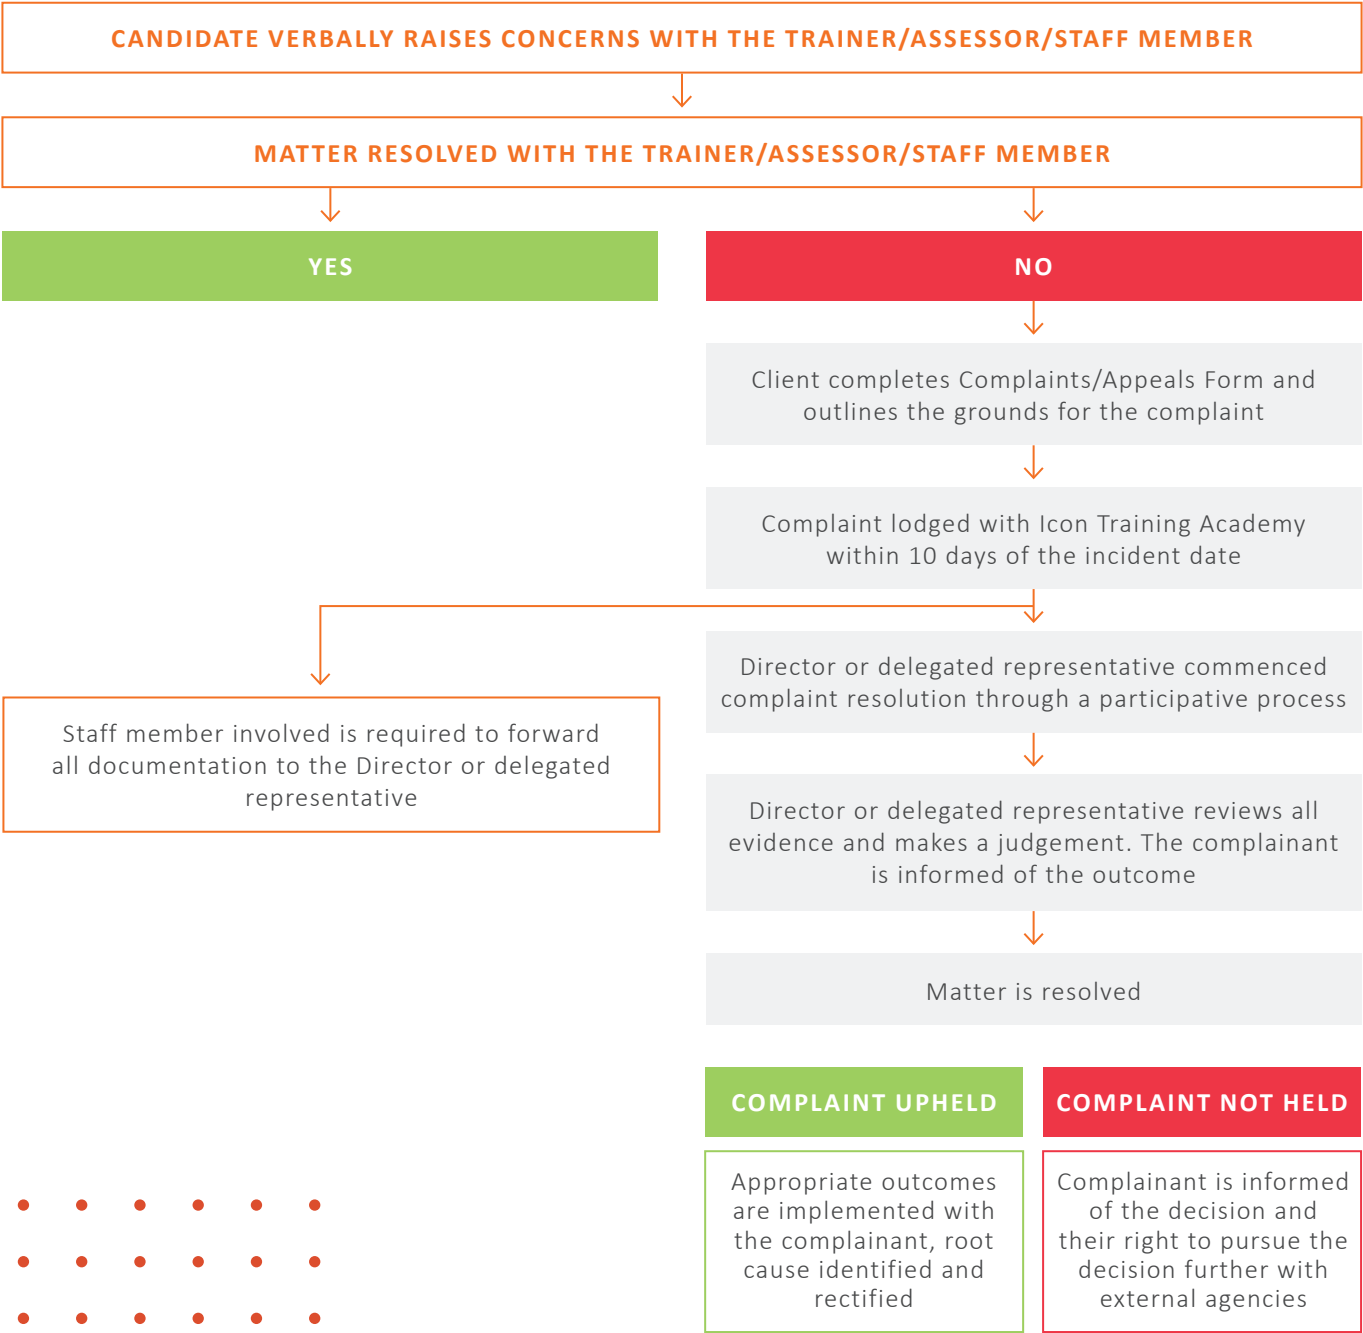 CANDIDATE VERBALLY RAISES CONCERNS WITH THE TRAINER/ASSESSOR/STAFF MEMBER
MATTER RESOLVED WITH THE TRAINER/ASSESSOR/STAFF MEMBER
YES
NO
Client completes Complaints/Appeals Form and
outlines the grounds for the complaint
Complaint lodged with Icon Training Academy
within 10 days of the incident date
Director or delegated representative commenced
complaint resolution through a participative process
Staff member involved is required to forward
all documentation to the Director or delegated
representative
Director or delegated representative reviews all
evidence and makes a judgement. The complainant
is informed of the outcome
Matter is resolved
COMPLAINT UPHELD
Appropriate outcomes
are implemented with
the complainant, root
cause identified and
rectified
COMPLAINT NOT HELD
Complainant is informed
of the decision and
their right to pursue the
decision further with
external agencies